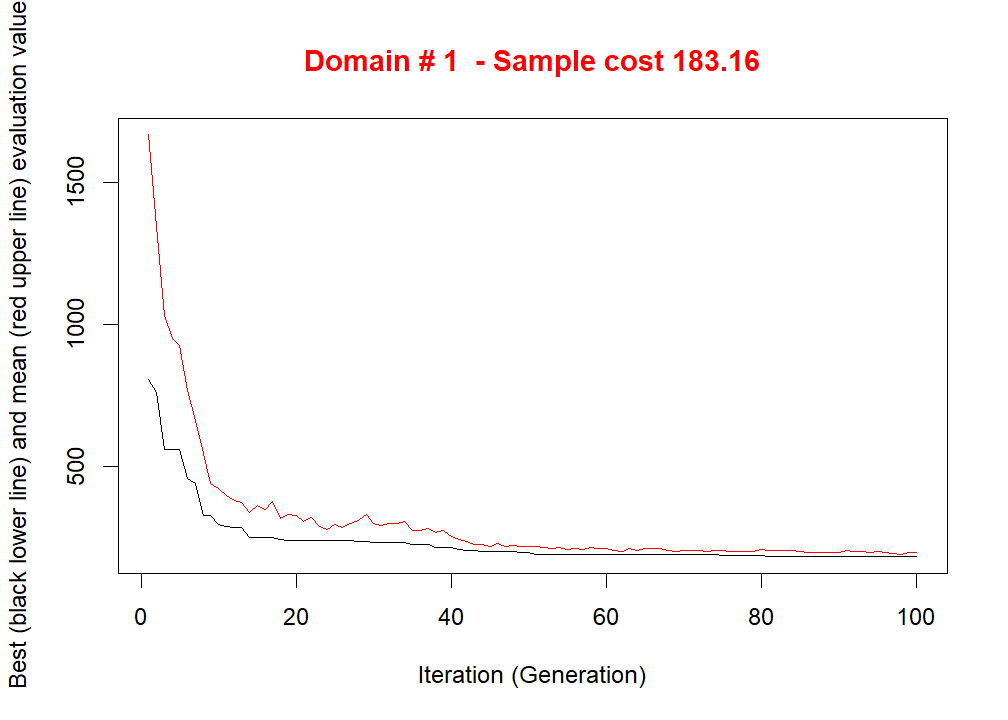 Domain # 1  - Sample cost 183.16
Best (black lower line) and mean (red upper line) evaluation value
1500
1000
500
0 20 40 60 80 100
Iteration (Generation)